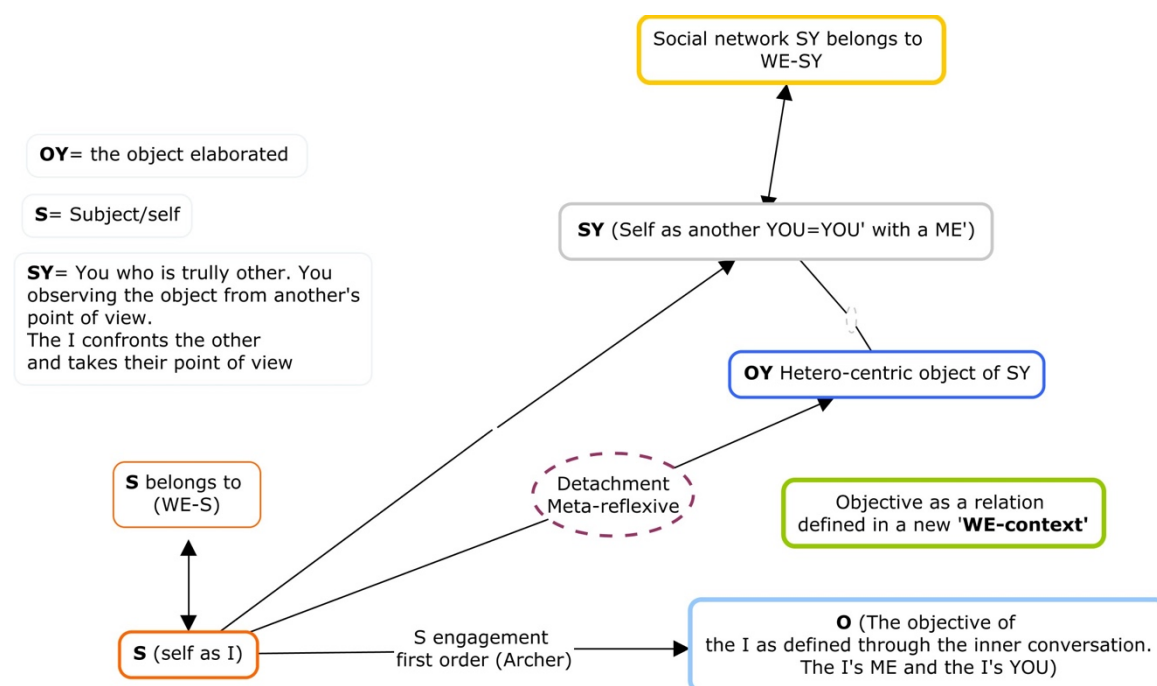 Social network SY belongs to
WE-SY
OY= the object elaborated
S= Subject/self
SY (Self as another YOU=YOU' with a ME')
SY= You who is trully other. You
observing the object from another's
point of view.
The I confronts the other
and takes their point of view
OY Hetero-centric object of SY
S belongs to
(WE-S)
Detachment
Meta-reflexive
Objective as a relation
defined in a new 'WE-context'
S (self as I)
S engagement
first order (Archer)
O (The objective of
the I as defined through the inner conversation.
The I's ME and the I's YOU)